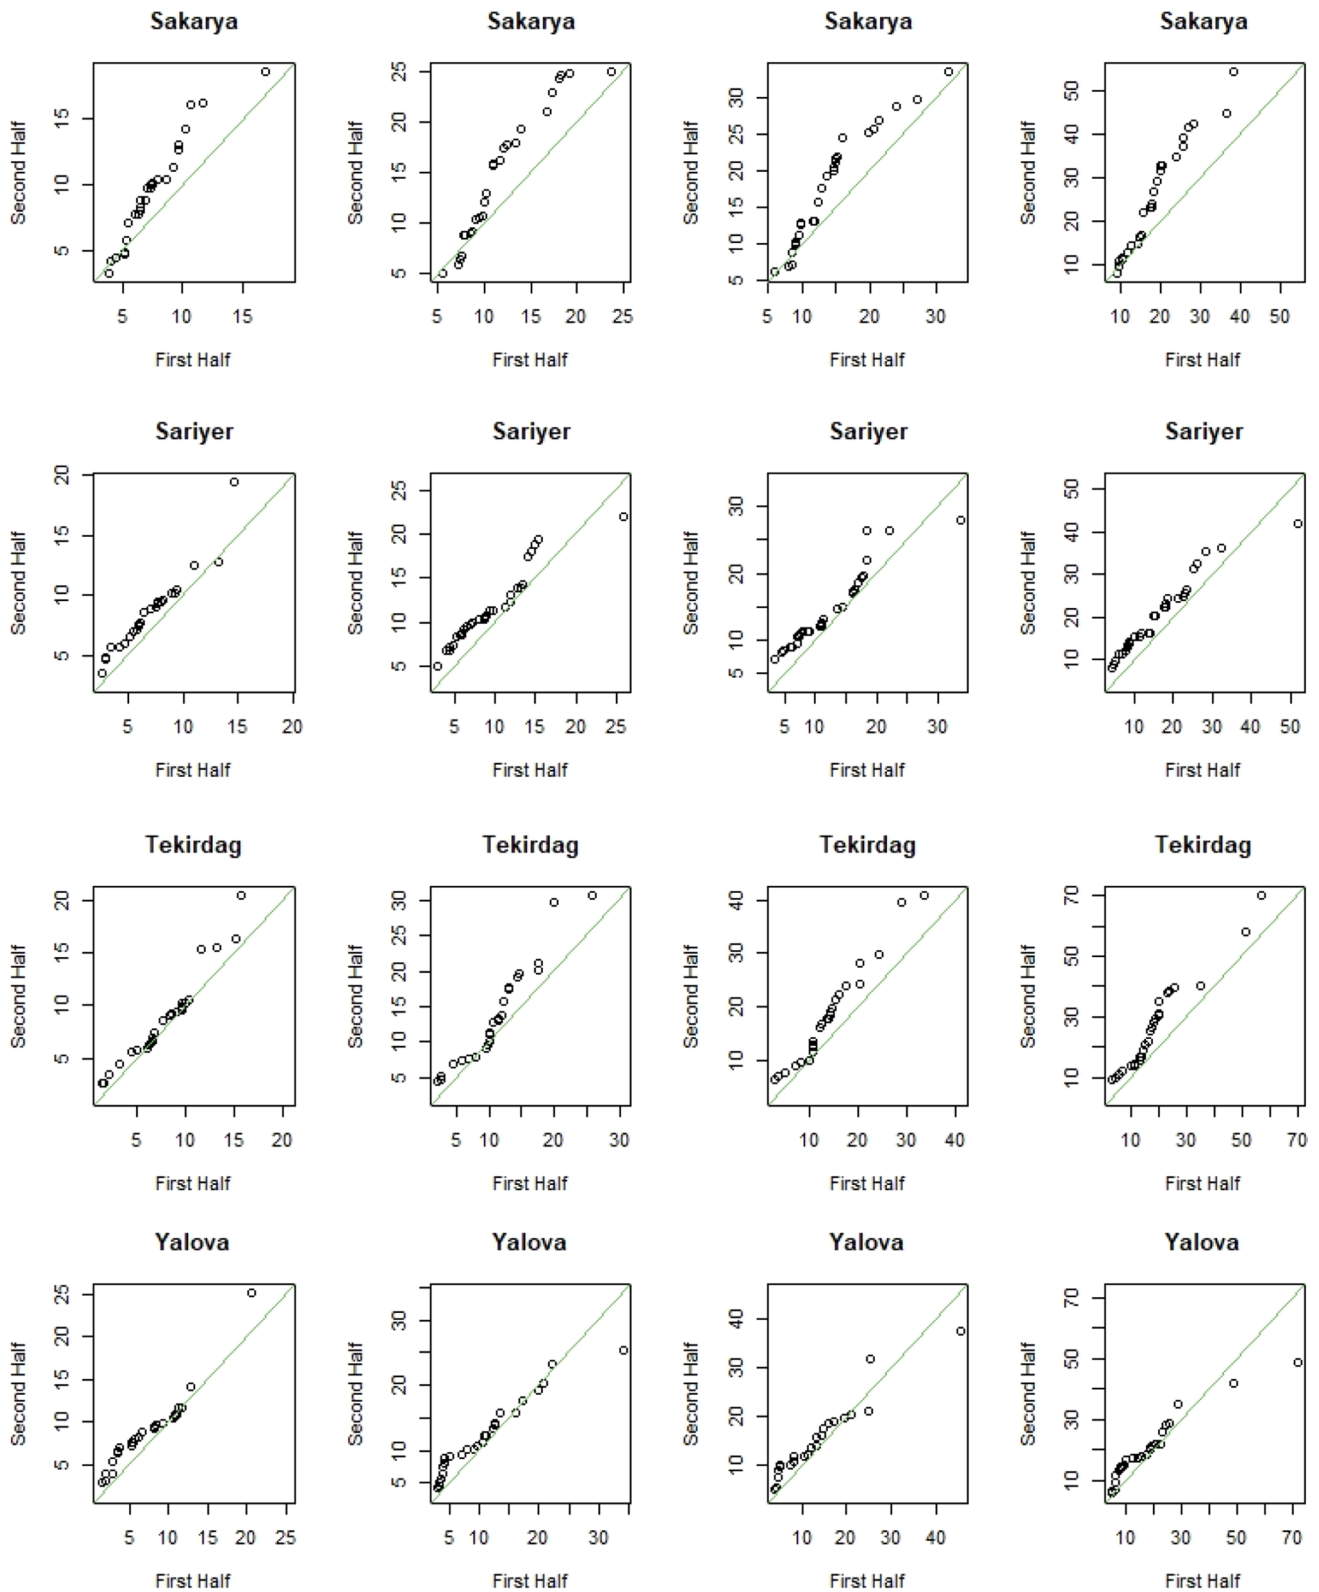 Sakarya Sakarya Sakarya Sakarya
Second Half Second Half Second Half Second Half
5 10 15
5 10 15 20 25
5 10 15 20 25 30
10 20 30 40 50
5 10 15
5 10 15 20 25
5 10 20 30
10 20 30 40 50
First Half First Half First Half First Half
Sariyer Sariyer Sariyer Sariyer
Second Half Second Half Second Half Second Half
5 10 15 20
5 10 15 20 25
5 10 20 30
10 20 30 40 50
5 10 15 20
5 10 15 20 25
5 10 20 30
10 20 30 40 50
First Half First Half First Half First Half
Tekirdag Tekirdag Tekirdag Tekirdag
Second Half Second Half Second Half Second Half
5 10 15 20
5 10 15 20 25 30
10 20 30 40
10 30 50 70
5 10 15 20
5 10 20 30
10 20 30 40
10 30 50 70
First Half First Half First Half First Half
Yalova Yalova Yalova Yalova
Second Half Second Half Second Half Second Half
5 10 15 20 25
5 10 20 30
10 20 30 40
10 30 50 70
5 10 15 20 25
5 10 20 30
10 20 30 40
10 30 50 70
First Half First Half First Half First Half